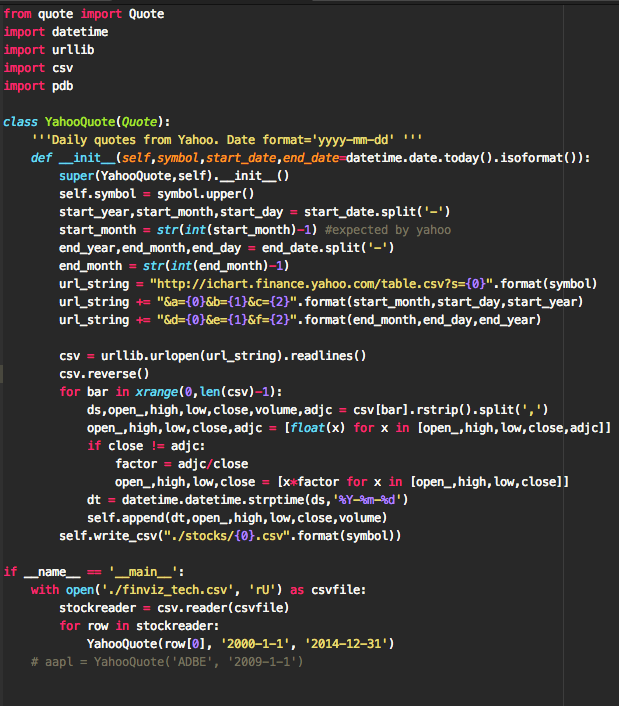 from quote import Quote
import datetime
import urllib
import csv
import pdb

class YahooQuote(Quote):
    '''Daily quotes from Yahoo. Date format='yyyy-mm-dd' '''
    def __init__(self,symbol,start_date,end_date=datetime.date.today().isoformat()):
        super(YahooQuote,self).__init__()
        self.symbol = symbol.upper()
        start_year,start_month,start_day = start_date.split('-')
        start_month = str(int(start_month)-1) #expected by yahoo
        end_year,end_month,end_day = end_date.split('-')
        end_month = str(int(end_month)-1)
        url_string = "http://ichart.finance.yahoo.com/table.csv?s={0}".format(symbol)
        url_string += "&a={0}&b={1}&c={2}".format(start_month,start_day,start_year)
        url_string += "&d={0}&e={1}&f={2}".format(end_month,end_day,end_year)

        csv = urllib.urlopen(url_string).readlines()
        csv.reverse()
        for bar in xrange(0,len(csv)-1):
            ds,open_,high,low,close,volume,adjc = csv[bar].rstrip().split(',')
            open_,high,low,close,adjc = [float(x) for x in [open_,high,low,close,adjc]]
            if close != adjc:
                factor = adjc/close
                open_,high,low,close = [x*factor for x in [open_,high,low,close]]
            dt = datetime.datetime.strptime(ds,'%Y-%m-%d')
            self.append(dt,open_,high,low,close,volume)
        self.write_csv("./stocks/{0}.csv".format(symbol))

if __name__ == '__main__':
    with open('./finviz_tech.csv', 'rU') as csvfile:
        stockreader = csv.reader(csvfile)
        for row in stockreader:
            YahooQuote(row[0], '2000-1-1', '2014-12-31')
    # aapl = YahooQuote('ADBE', '2009-1-1')